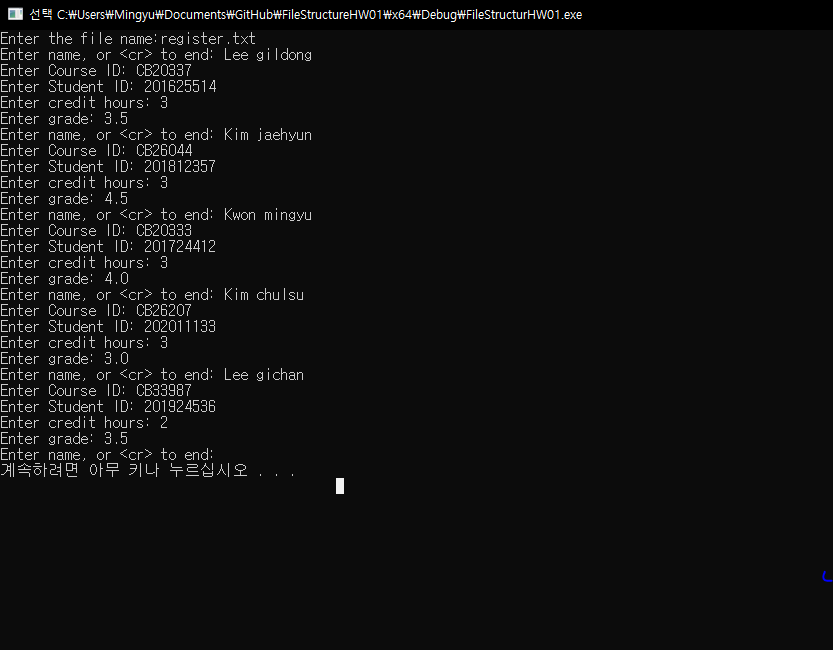 선택 C:₩Users₩Mingyu₩Documents₩GitHub₩FileStructureHW01₩x64₩Debug₩FileStructurHW01.exe
Enter the file name:register.txt
Enter name, or <cr> to end: Lee gildong
Enter Course ID: CB20337
Enter Student ID: 201625514
Enter credit hours: 3
Enter grade: 3.5
Enter name, or <cr> to end: Kim jaehyun
Enter Course ID: CB26044
Enter Student ID: 201812357
Enter credit hours: 3
Enter grade: 4.5
Enter name, or <cr> to end: Kwon mingyu
Enter Course ID: CB20333
Enter Student ID: 201724412
Enter credit hours: 3
Enter grade: 4.0
Enter name, or <cr> to end: Kim chulsu
Enter Course ID: CB26207
Enter Student ID: 202011133
Enter credit hours: 3
Enter grade: 3.0
Enter name, or <cr> to end: Lee gichan
Enter Course ID: CB33987
Enter Student ID: 201924536
Enter credit hours: 2
Enter grade: 3.5
Enter name, or <cr> to end:
계속하려면 아무 키나 누르십시오 . . .